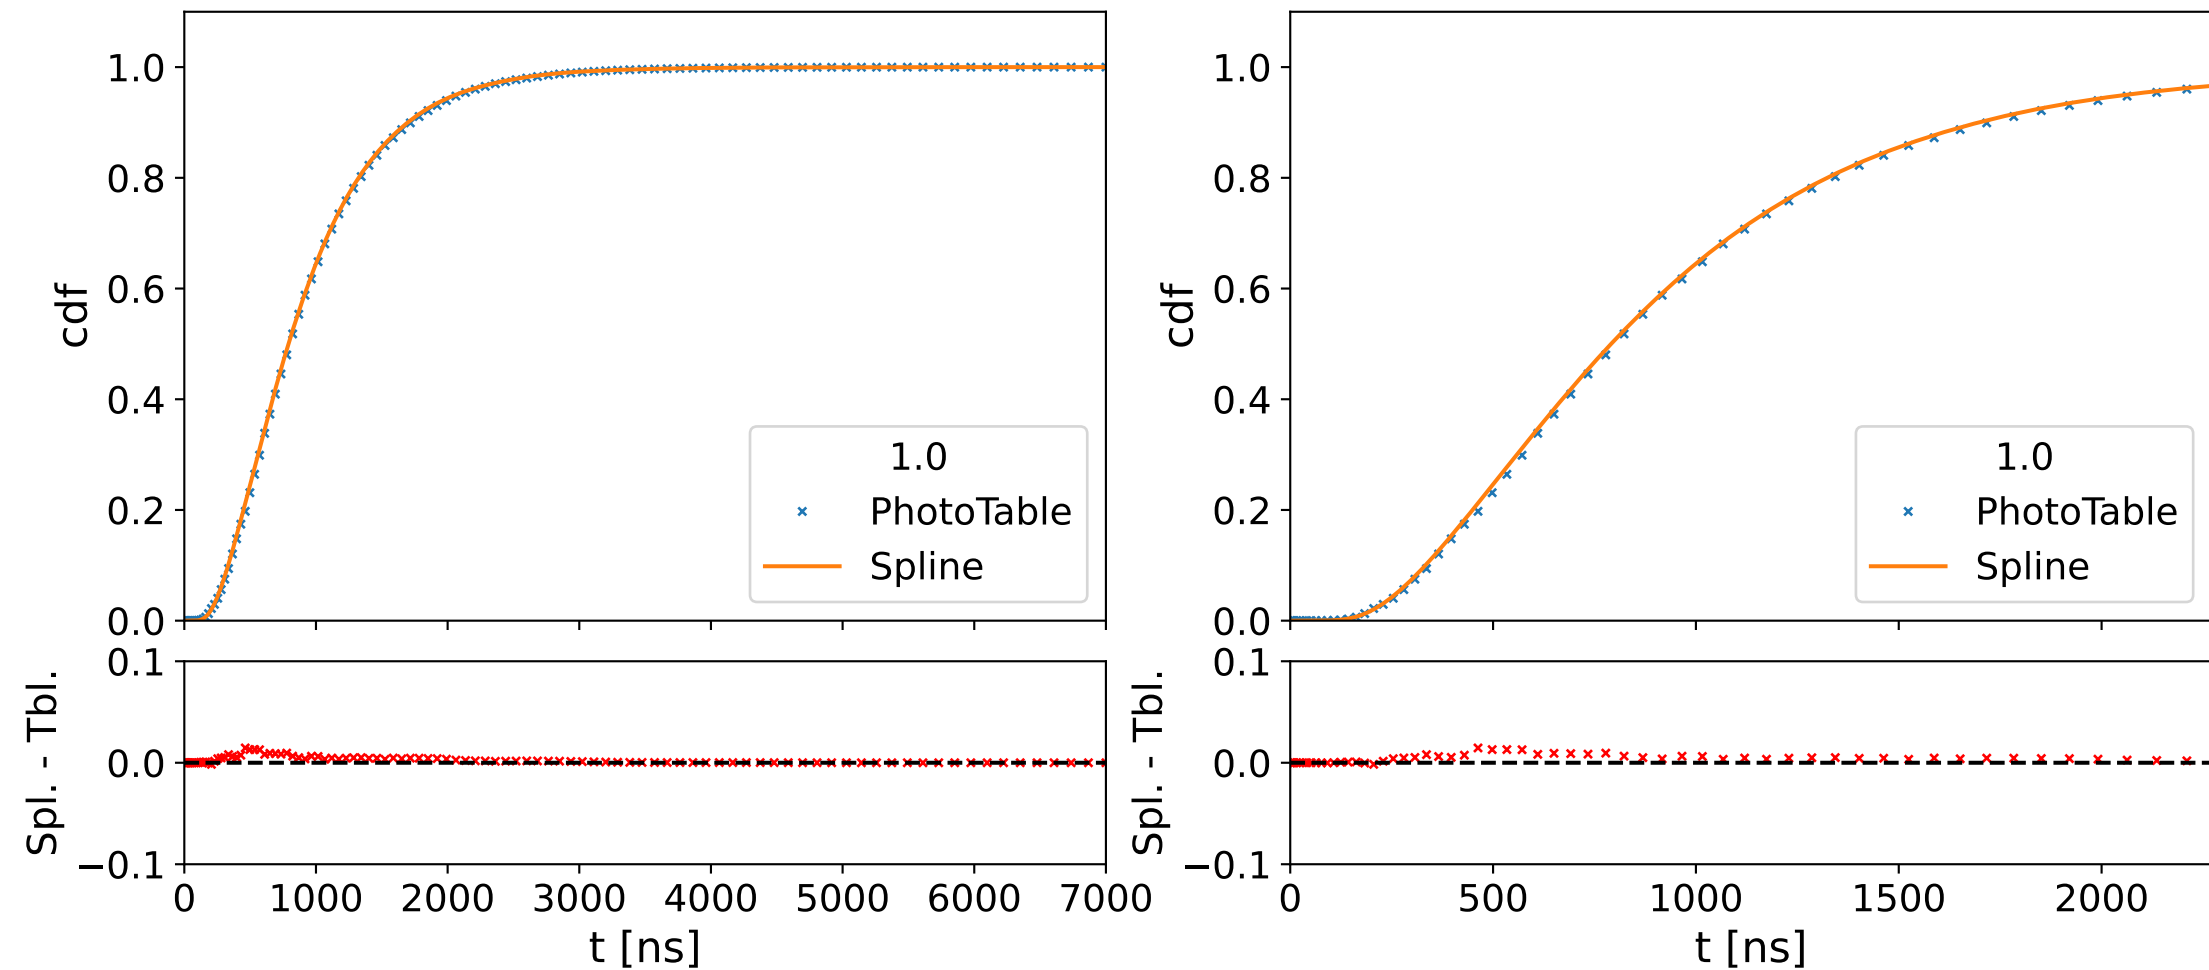 1.0
0.8
0.6
0.4
0.2
0.0
cdf
1.0
PhotoTable
Spline
0.1
0.0
−0.1
Spl. - Tbl.
0 1000 2000 3000 4000 5000 6000 7000
t [ns]
1.0
0.8
0.6
0.4
0.2
0.0
cdf
1.0
PhotoTable
Spline
0.1
0.0
−0.1
Spl. - Tbl.
0 500 1000 1500 2000
t [ns]